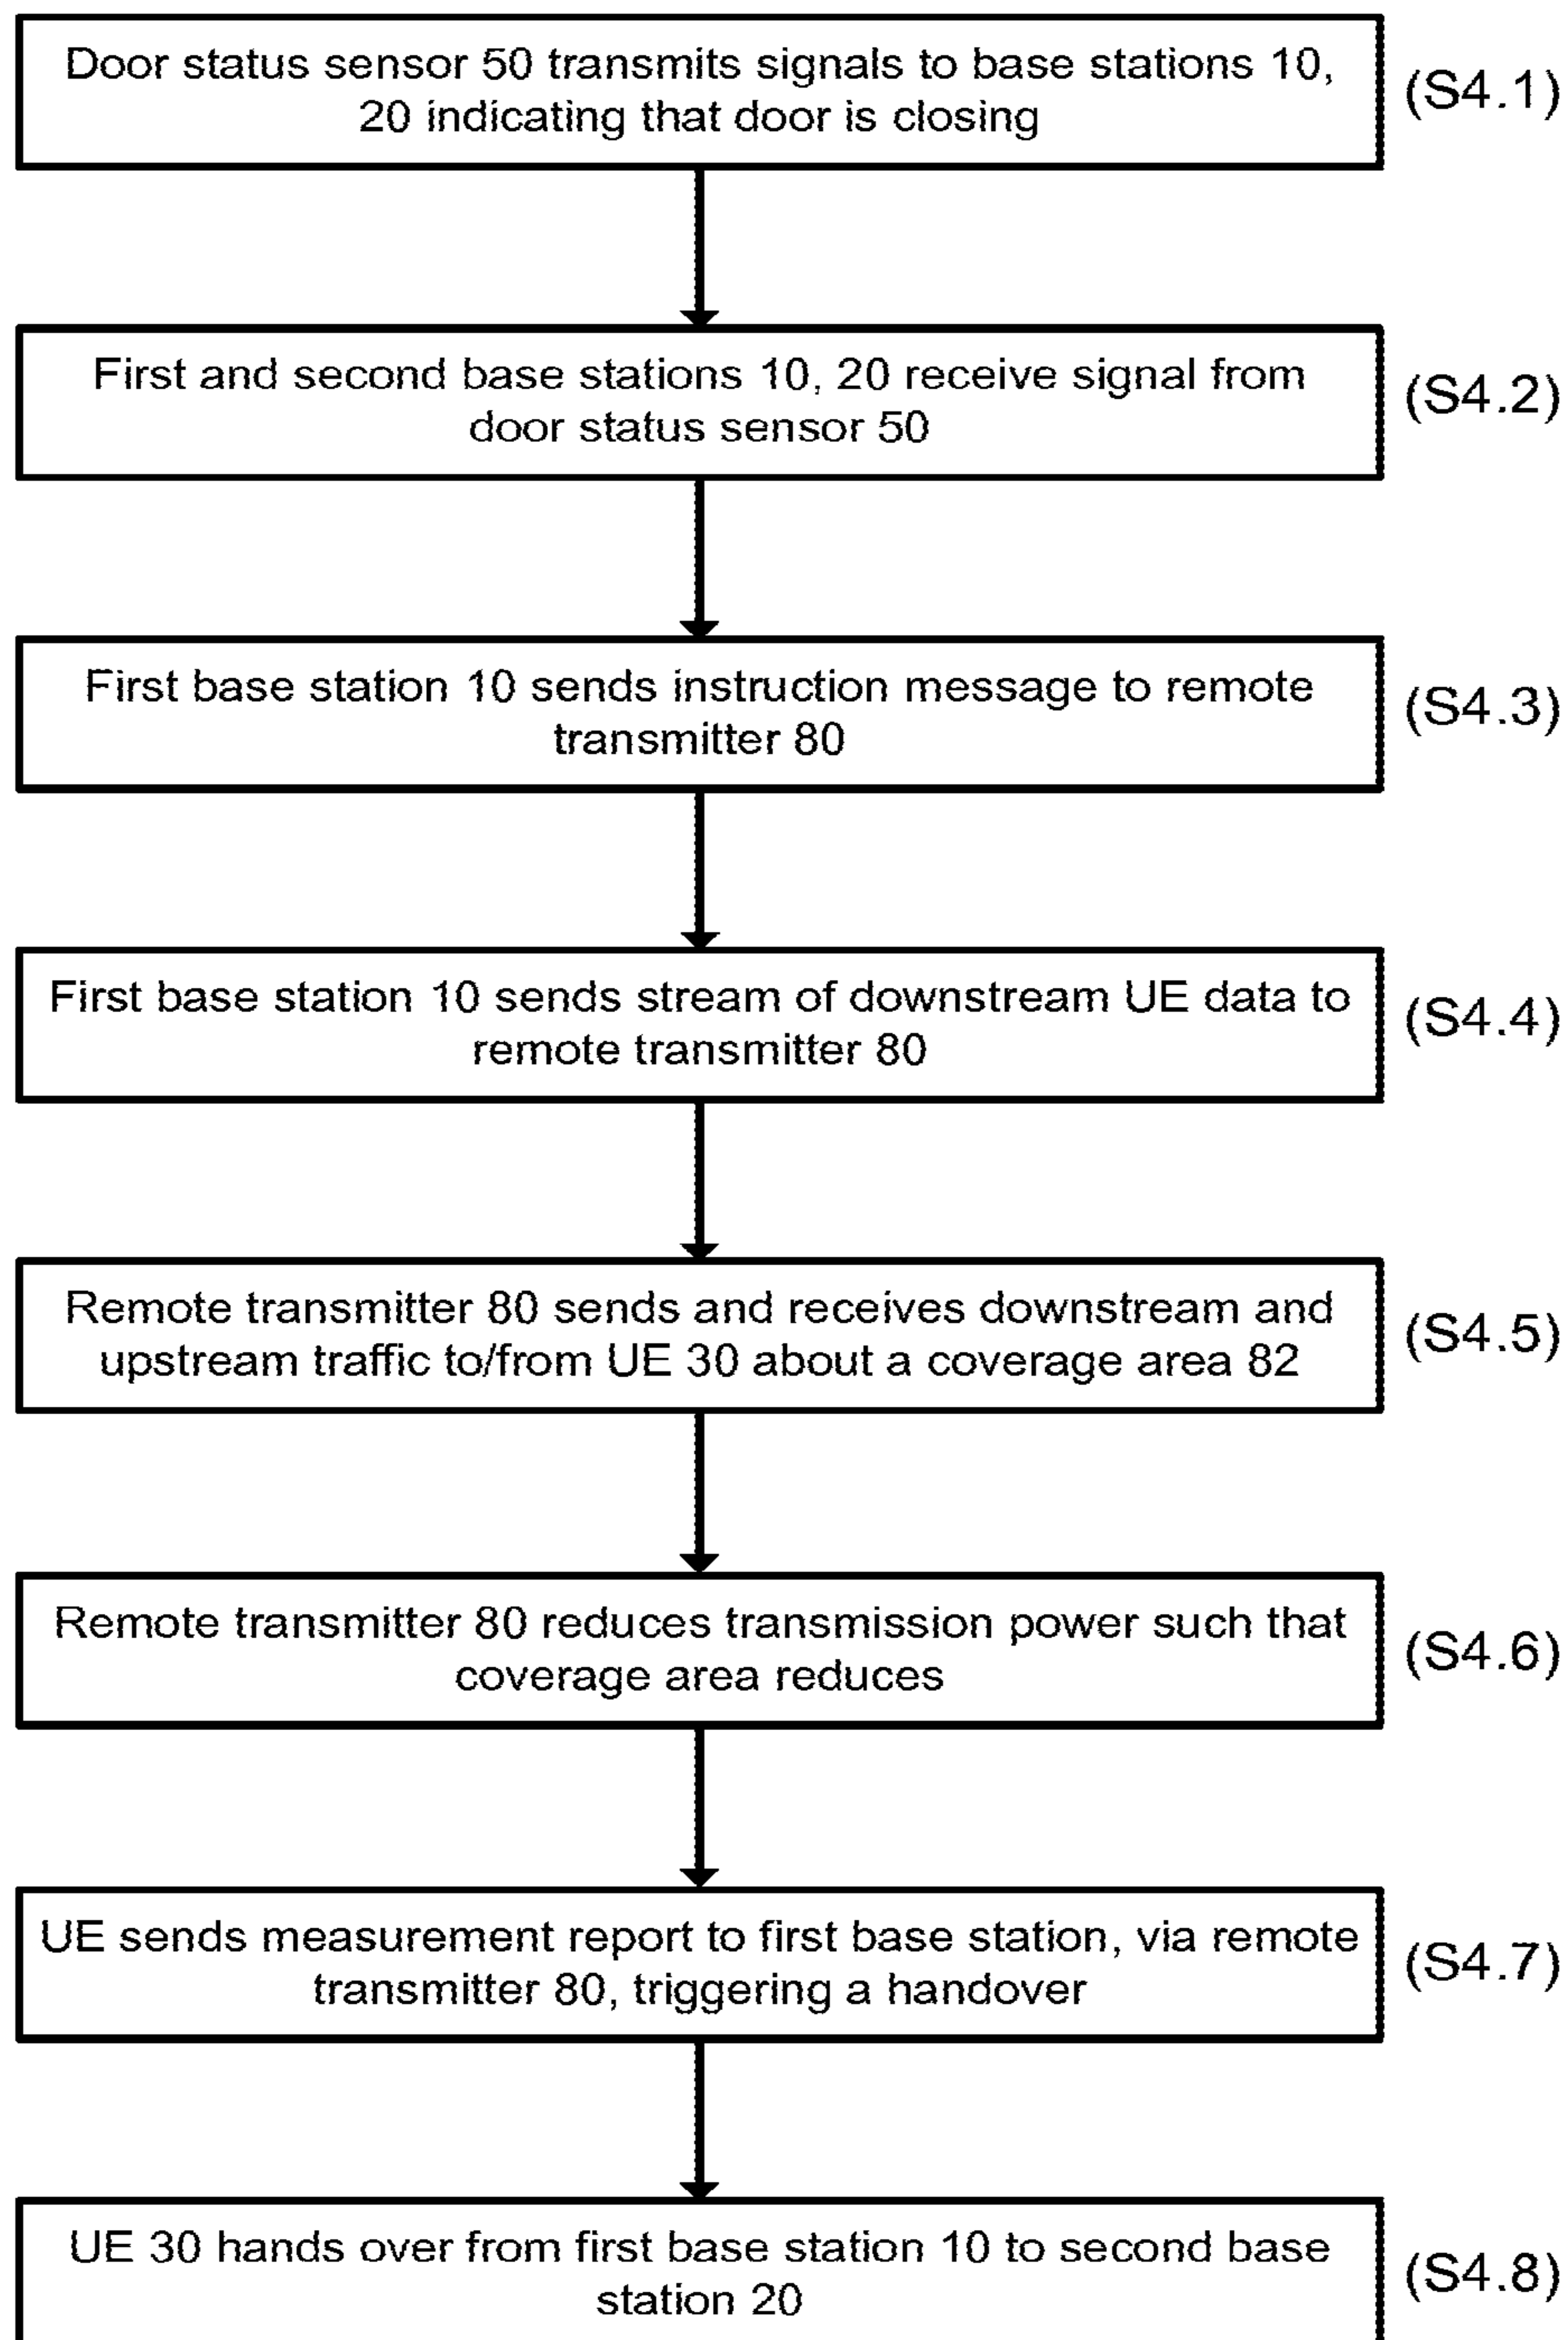 Door status sensor 50 transmits signals to base stations 10,
20 indicating that door is closing
(S4.1)
First and second base stations 10, 20 receive signal from
door status sensor 50
(S4.2)
First base station 10 sends instruction message to remote
transmitter 80
(S4.3)
First base station 10 sends stream of downstream UE data to
remote transmitter 80
(S4.4)
Remote transmitter 80 sends and receives downstream and
upstream traffic to/from UE 30 about a coverage area 82
(S4.5)
Remote transmitter 80 reduces transmission power such that
coverage area reduces
(S4.6)
UE sends measurement report to first base station, via remote
transmitter 80, triggering a handover
(S4.7)
UE 30 hands over from first base station 10 to second base
station 20
(S4.8)